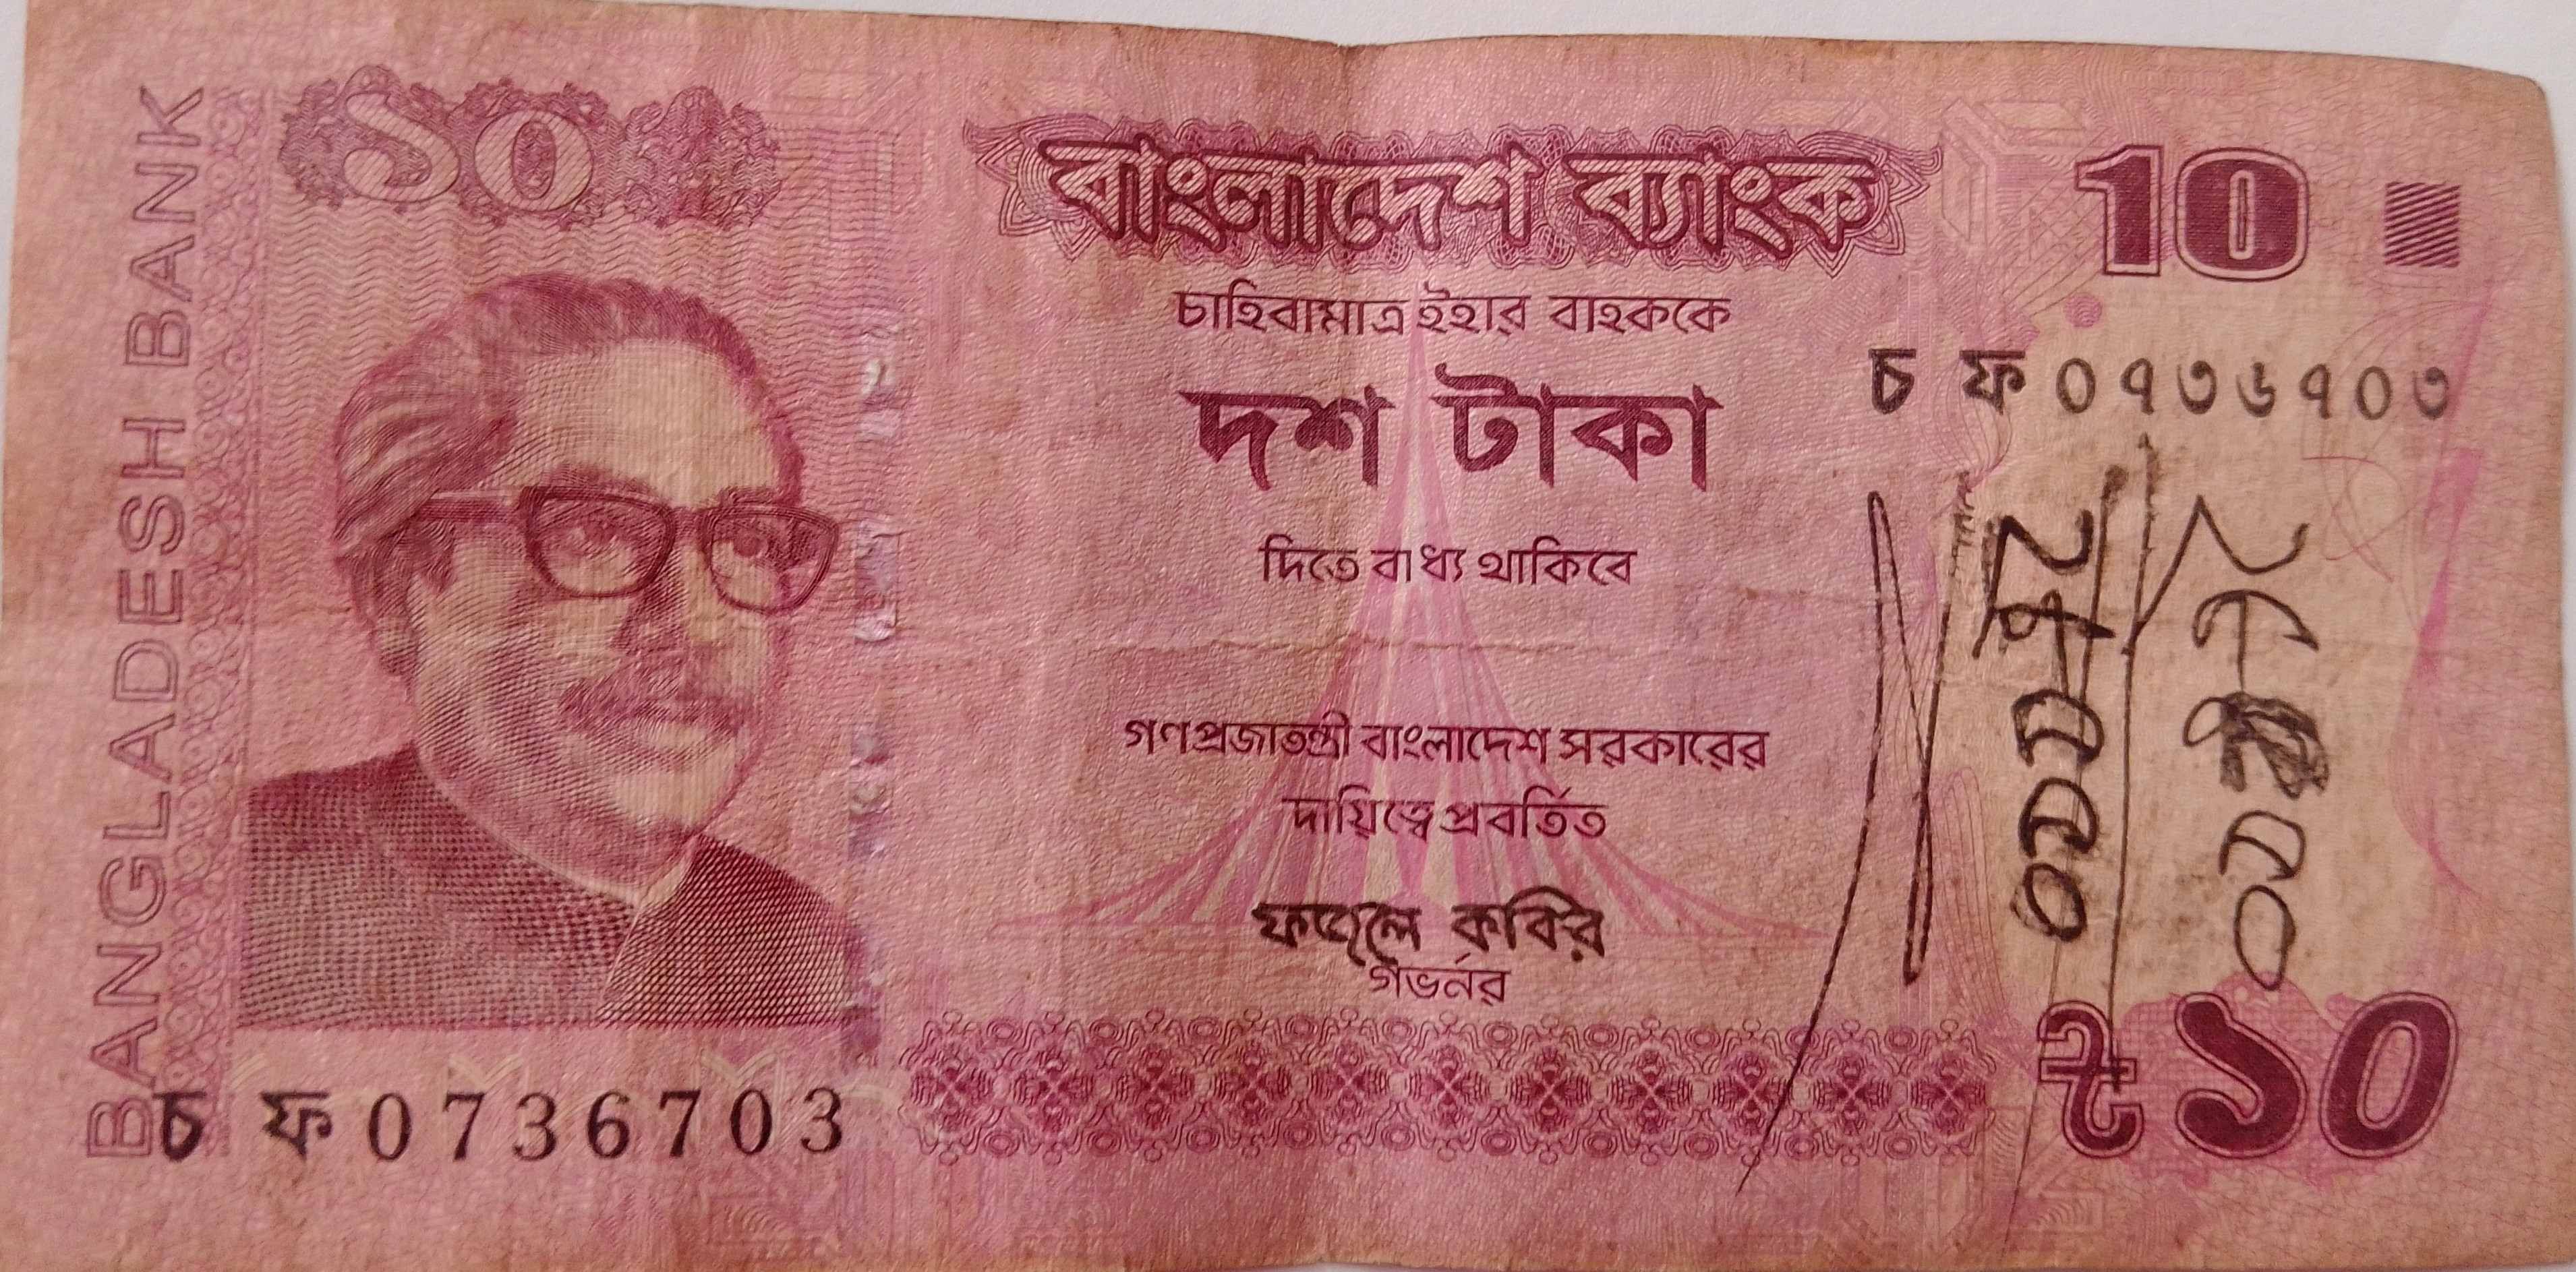 BANGLADESH BANK
১০
বাংলাদেশ ব্যাংক
10
চাহিবামাত্র ইহার বাহককে
দশ টাকা
চ ফ ০৭৩৬৭০৩
দিতে বাধ্য থাকিবে
গণপ্রজাতন্ত্রী বাংলাদেশ সরকারের
দায়িত্বে প্রবর্তিত
ফজলে কবির
গভর্নর
চ ফ 0736703
৳১০